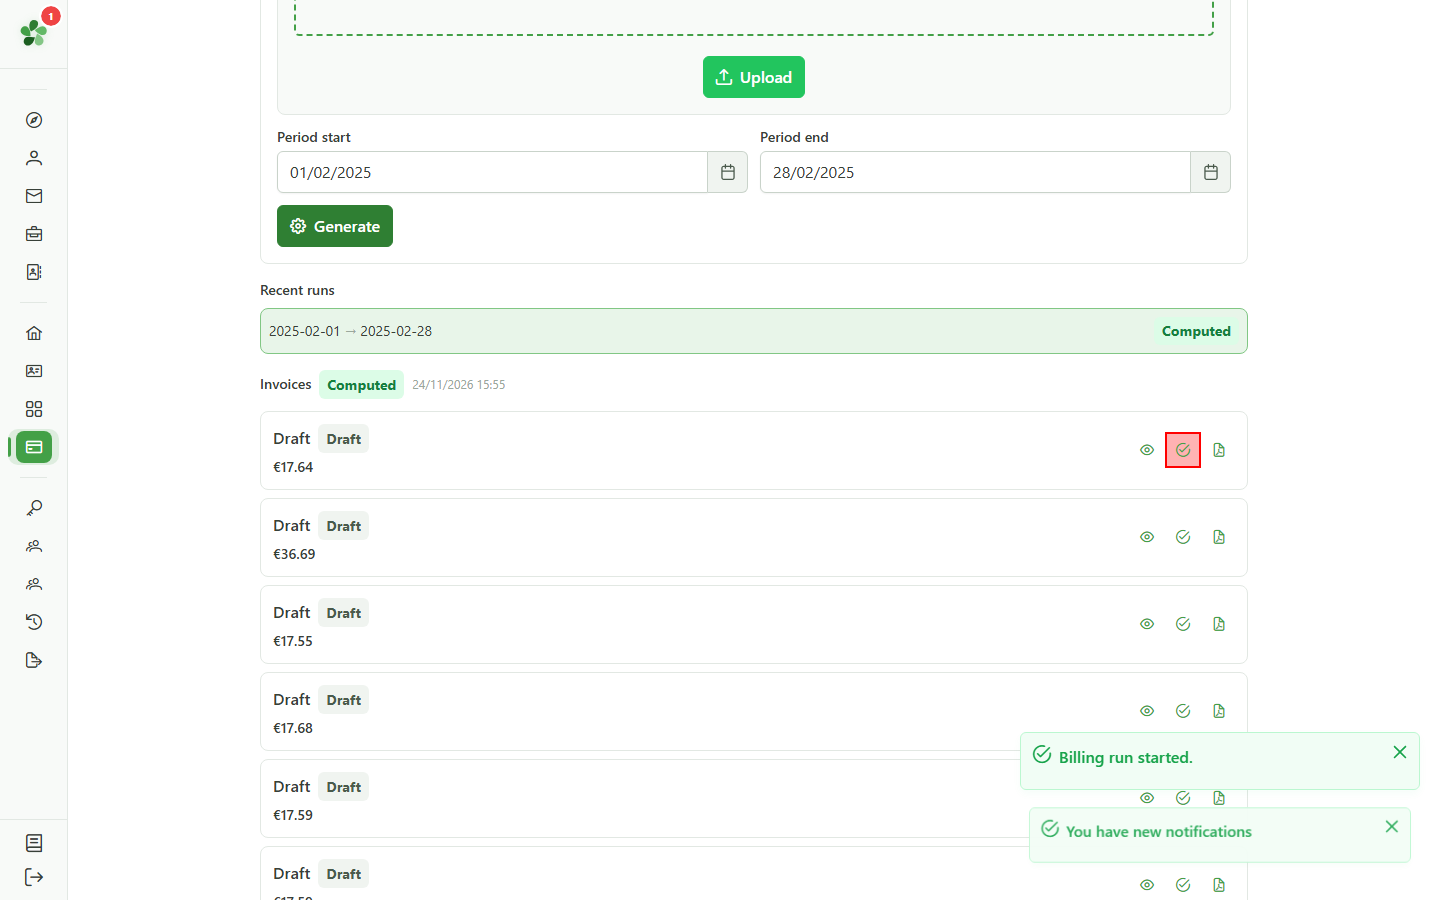 1
Upload
Period start
Period end
01/02/2025
28/02/2025
Generate
Recent runs
2025-02-01 → 2025-02-28
Computed
Invoices Computed 24/11/2026 15:55
Draft Draft
€17.64
Draft Draft
€36.69
Draft Draft
€17.55
Draft Draft
€17.68
Billing run started.
Draft Draft
€17.59
You have new notifications
Draft Draft